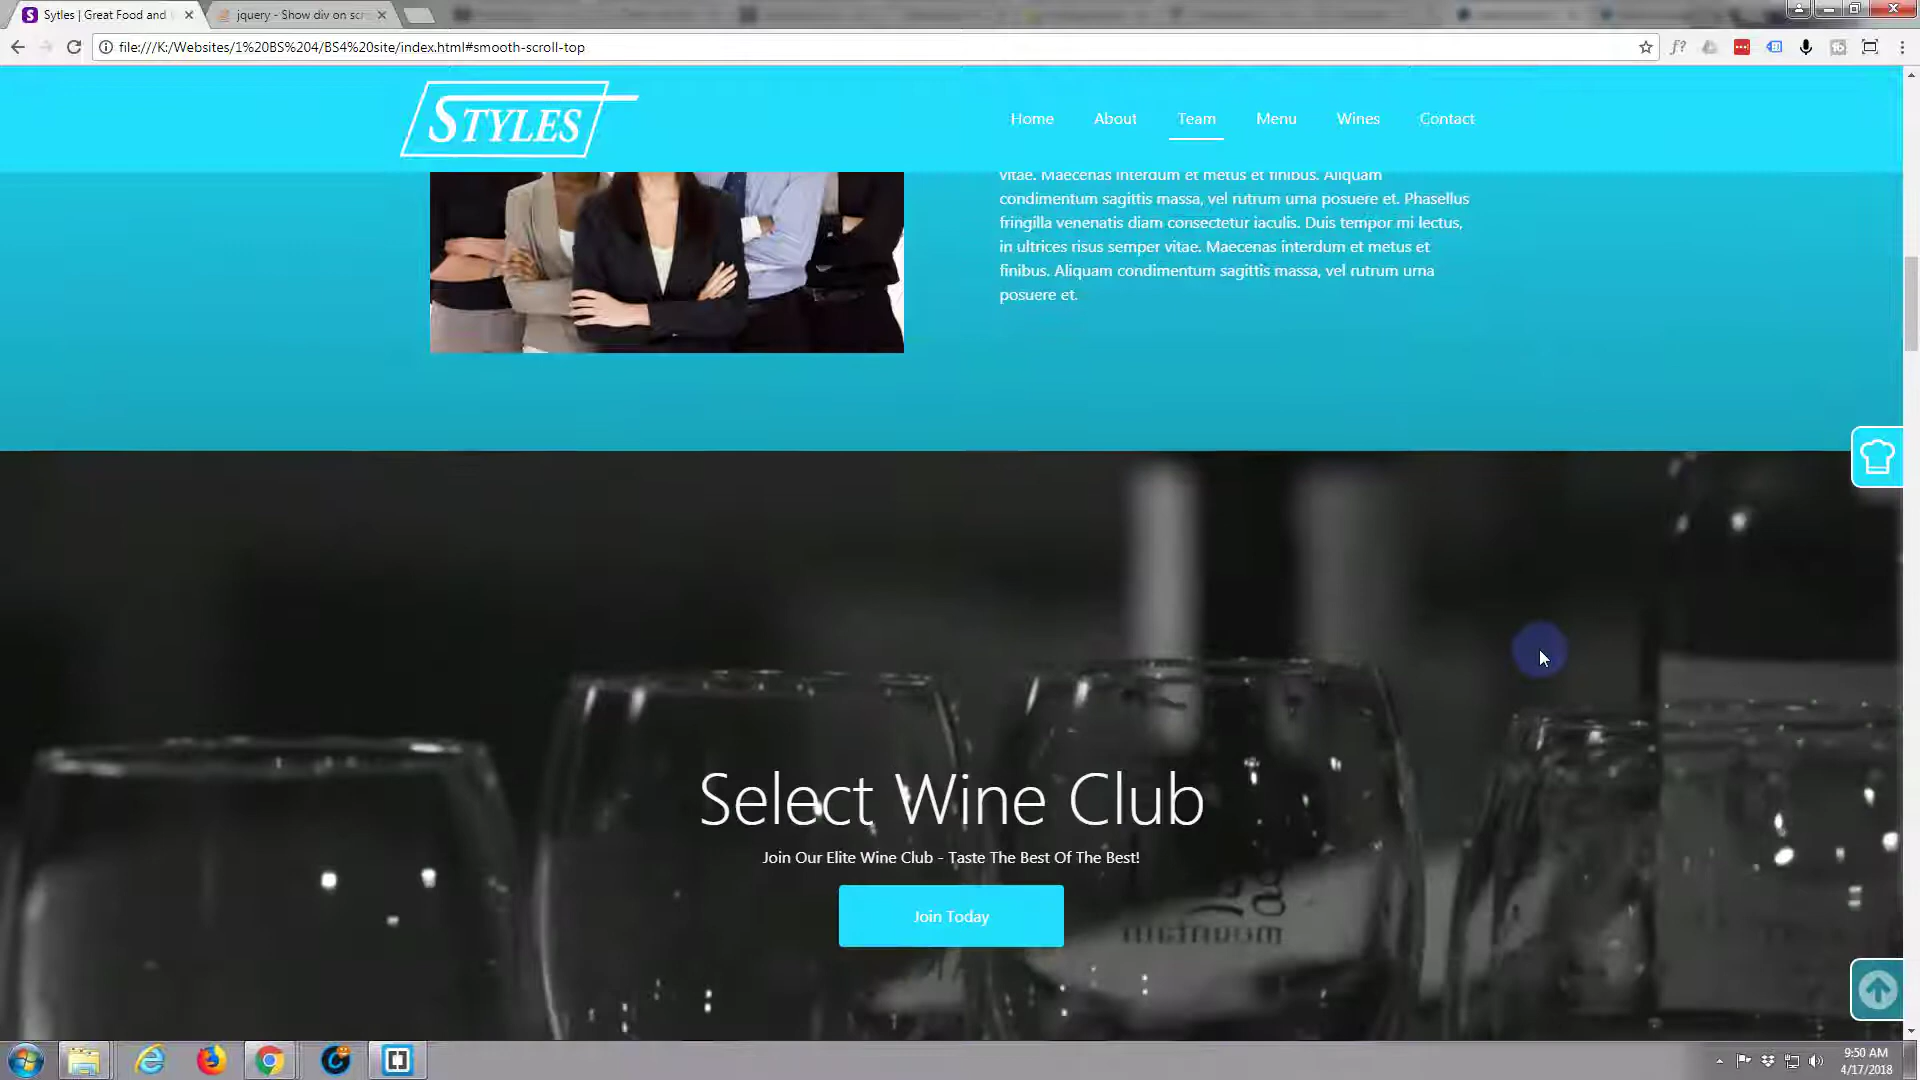 Sytles | Great Food and
jquery - Show div on scr
file:///K:/Websites/1%20BS%204/BS4%20site/index.html#smooth-scroll-top
f?
STYLES
Home
About
Team
Menu
Wines
Contact
vitae. Maecenas interdum et metus et finibus. Aliquam
condimentum sagittis massa, vel rutrum urna posuere et. Phasellus
fringilla venenatis diam consectetur iaculis. Duis tempor mi lectus,
in ultrices risus semper vitae. Maecenas interdum et metus et
finibus. Aliquam condimentum sagittis massa, vel rutrum urna
posuere et.
Select Wine Club
Join Our Elite Wine Club - Taste The Best Of The Best!
Join Today
9:50 AM
4/17/2018